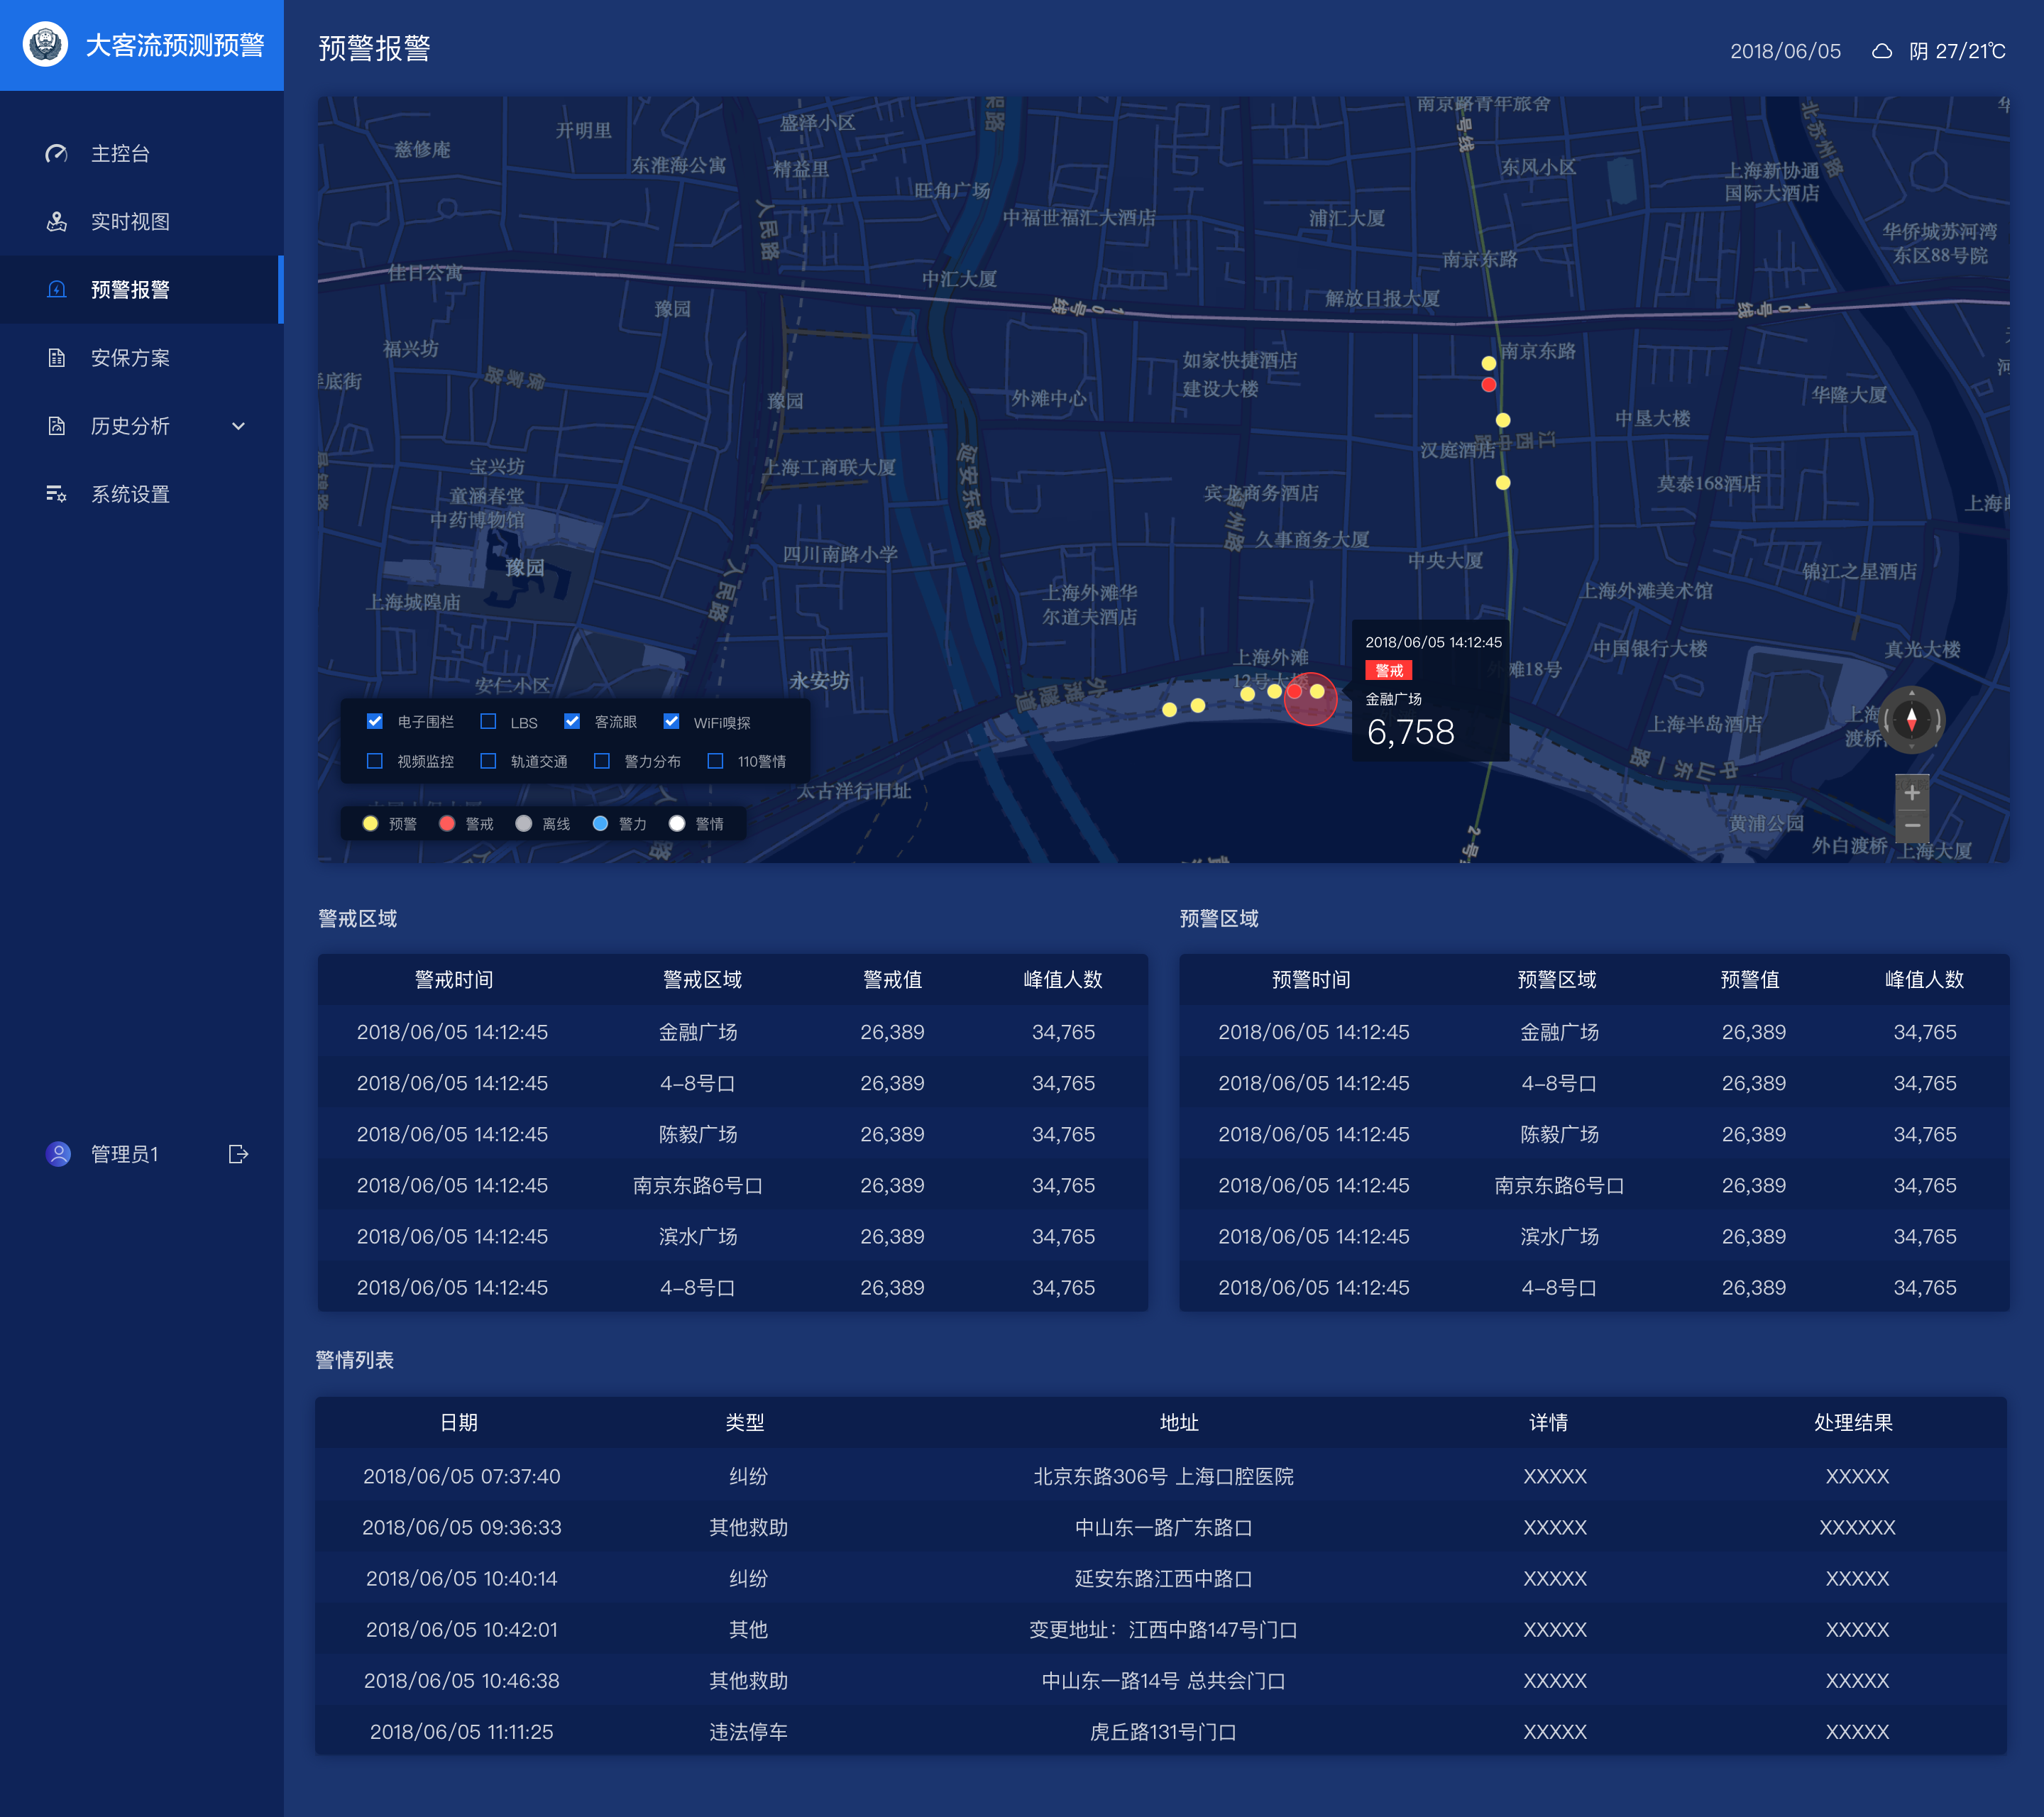 大客流预测预警
预警报警
2018/06/05 阴 27/21℃
主控台
实时视图
预警报警
安保方案
历史分析
系统设置
管理员1
南京路青年旅舍
盛泽小区
开明里
慈修庵
东淮海公寓
精益里
旺角广场
中福世福汇大酒店
浦汇大厦
东风小区
上海新协通
国际大酒店
北苏州路
华侨城苏河湾
东区88号院
人民路
佳日公寓
中汇大厦
南京东路
解放日报大厦
10号线
10号线
豫园
福兴坊
侯家路
如家快捷酒店
建设大楼
南京东路
豫园
外滩中心
华隆大厦
中垦大楼
江西中路
汉庭酒店
上海工商联大厦
延安东路
宝兴坊
童涵春堂
中药博物馆
宾龙商务酒店
莫泰168酒店
久事商务大厦
四川南路小学
中央大厦
豫园
上海城隍庙
人民路
上海外滩华
尔道夫酒店
上海外滩美术馆
锦江之星酒店
中国银行大楼
真光大楼
上海外滩
外滩18号
永安坊
安仁小区
上海半岛酒店
中山东一路
太古洋行旧址
黄浦公园
外白渡桥
上海大厦
2018/06/05 14:12:45
警戒
金融广场
6,758
电子围栏 LBS 客流眼 WiFi嗅探
视频监控 轨道交通 警力分布 110警情
预警 警戒 离线 警力 警情
警戒区域
警戒时间 警戒区域 警戒值 峰值人数
2018/06/05 14:12:45 金融广场 26,389 34,765
2018/06/05 14:12:45 4-8号口 26,389 34,765
2018/06/05 14:12:45 陈毅广场 26,389 34,765
2018/06/05 14:12:45 南京东路6号口 26,389 34,765
2018/06/05 14:12:45 滨水广场 26,389 34,765
2018/06/05 14:12:45 4-8号口 26,389 34,765
预警区域
预警时间 预警区域 预警值 峰值人数
2018/06/05 14:12:45 金融广场 26,389 34,765
2018/06/05 14:12:45 4-8号口 26,389 34,765
2018/06/05 14:12:45 陈毅广场 26,389 34,765
2018/06/05 14:12:45 南京东路6号口 26,389 34,765
2018/06/05 14:12:45 滨水广场 26,389 34,765
2018/06/05 14:12:45 4-8号口 26,389 34,765
警情列表
日期 类型 地址 详情 处理结果
2018/06/05 07:37:40 纠纷 北京东路306号 上海口腔医院 XXXXX XXXXX
2018/06/05 09:36:33 其他救助 中山东一路广东路口 XXXXX XXXXXX
2018/06/05 10:40:14 纠纷 延安东路江西中路口 XXXXX XXXXX
2018/06/05 10:42:01 其他 变更地址：江西中路147号门口 XXXXX XXXXX
2018/06/05 10:46:38 其他救助 中山东一路14号 总共会门口 XXXXX XXXXX
2018/06/05 11:11:25 违法停车 虎丘路131号门口 XXXXX XXXXX